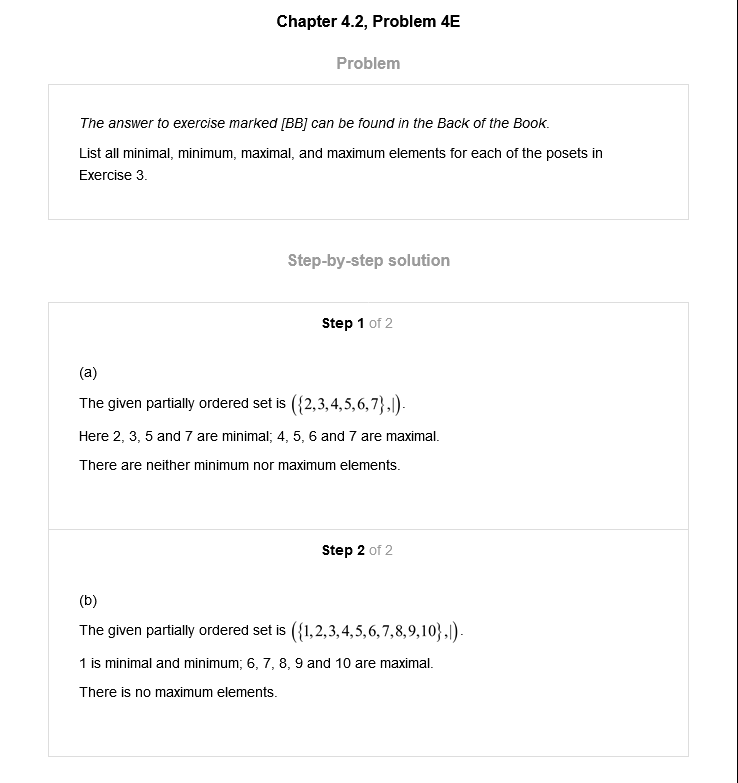 Chapter 4.2, Problem 4E
Problem
The answer to exercise marked [BB] can be found in the Back of the Book.
List all minimal, minimum, maximal, and maximum elements for each of the posets in
Exercise 3.
Step-by-step solution
Step 1 of 2
(a)
The given partially ordered set is ({2,3,4,5,6,7},|).
Here 2, 3, 5 and 7 are minimal; 4, 5, 6 and 7 are maximal.
There are neither minimum nor maximum elements.
Step 2 of 2
(b)
The given partially ordered set is ({1,2,3,4,5,6,7,8,9,10},|).
1 is minimal and minimum; 6, 7, 8, 9 and 10 are maximal.
There is no maximum elements.